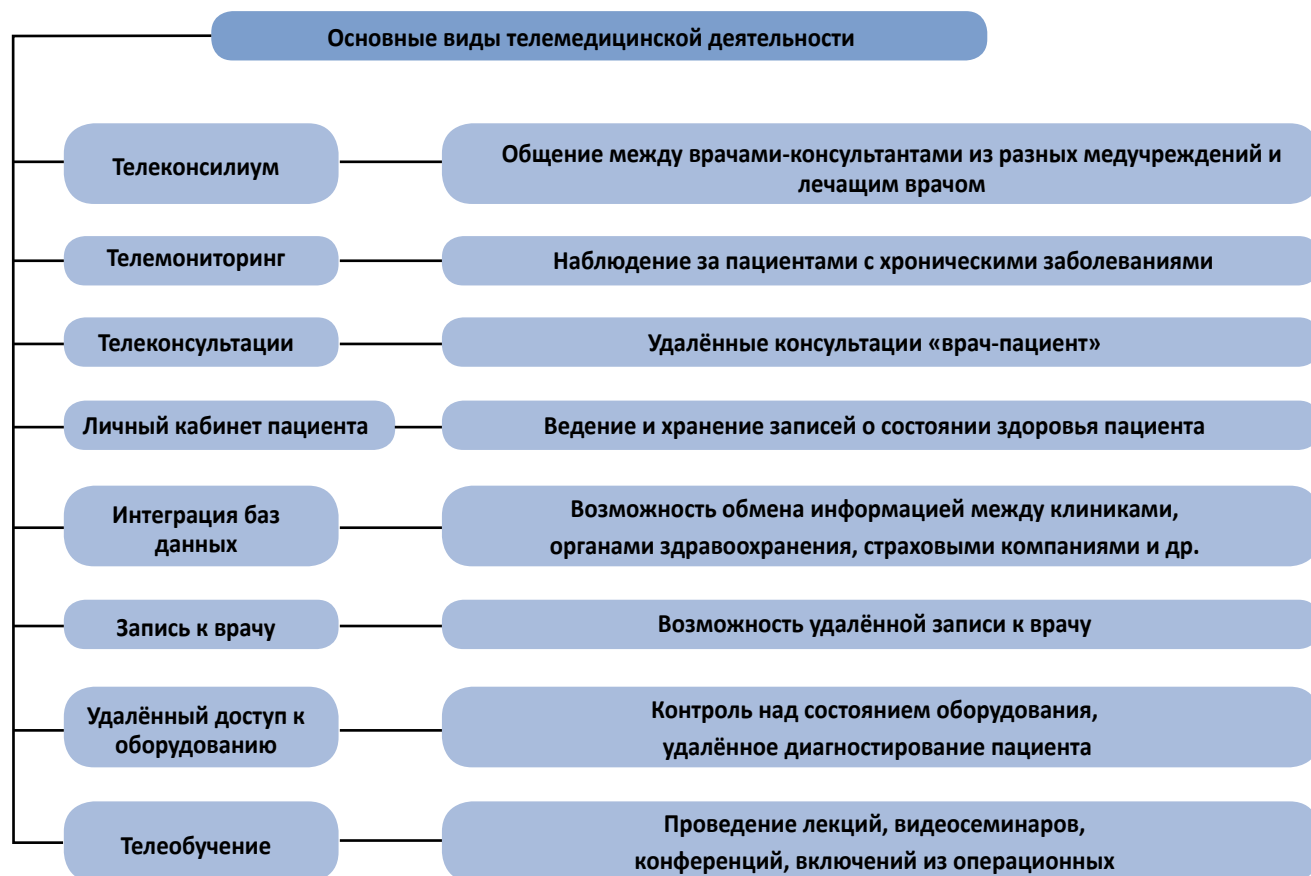 Основные виды телемедицинской деятельности
Телеконсилиум
Общение между врачами-консультантами из разных медучреждений и
лечащим врачом
Телемониторинг
Наблюдение за пациентами с хроническими заболеваниями
Телеконсультации
Удалённые консультации «врач-пациент»
Личный кабинет пациента
Ведение и хранение записей о состоянии здоровья пациента
Интеграция баз
данных
Возможность обмена информацией между клиниками,
органами здравоохранения, страховыми компаниями и др.
Запись к врачу
Возможность удалённой записи к врачу
Удалённый доступ к
оборудованию
Контроль над состоянием оборудования,
удалённое диагностирование пациента
Телеобучение
Проведение лекций, видеосеминаров,
конференций, включений из операционных